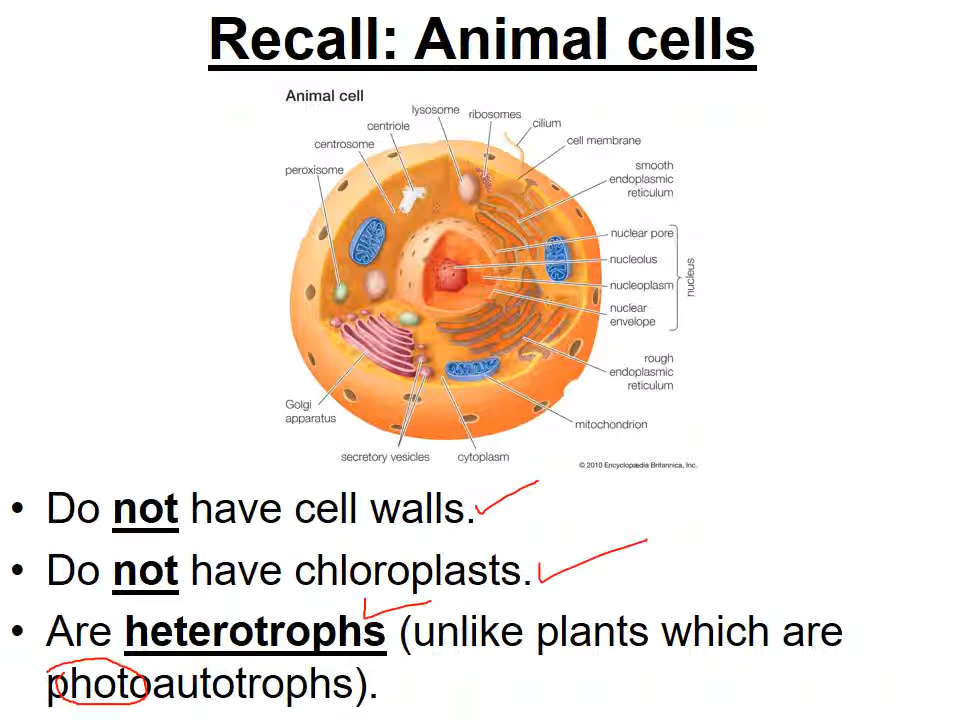 Recall: Animal cells
Animal cell
lysosome
ribosomes
cilium
centriole
cell membrane
centrosome
smooth
endoplasmic
reticulum
peroxisome
nuclear pore
nucleolus
nucleoplasm
nuclear
envelope
nucleus
rough
endoplasmic
reticulum
Golgi
apparatus
mitochondrion
secretory vesicles
cytoplasm
© 2010 Encyclopædia Britannica, Inc.
• Do not have cell walls.
• Do not have chloroplasts.
• Are heterotrophs (unlike plants which are
photoautotrophs).